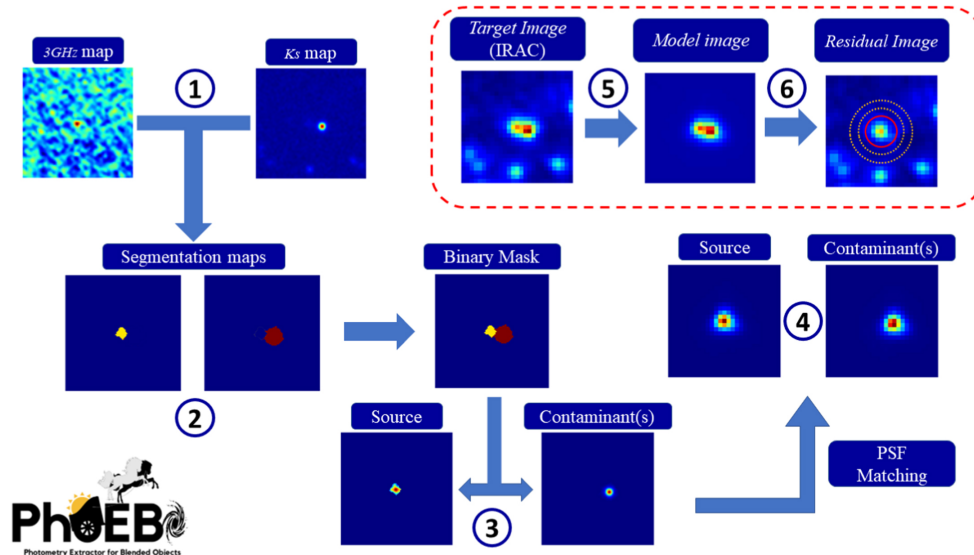 3GHz map
1
Ks map
Target Image
(IRAC)
5
Model image
6
Residual Image
Segmentation maps
2
Binary Mask
Source
3
Contaminant(s)
Source
4
Contaminant(s)
PSF
Matching
PhoEBO
Photometry Extractor for Blended Objects